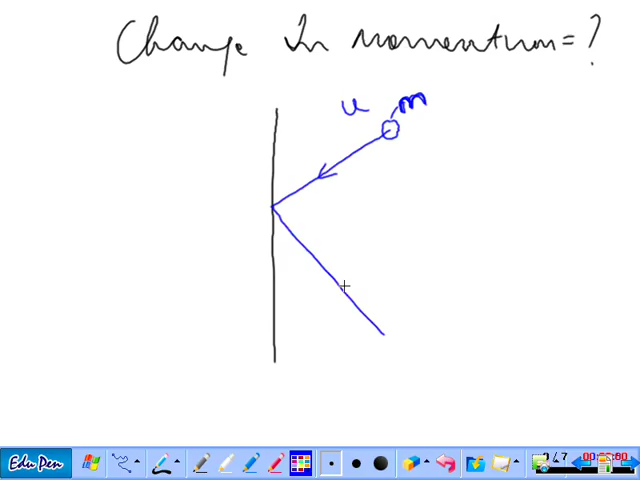 Change In momentum = ?
u, m
Edu Pen